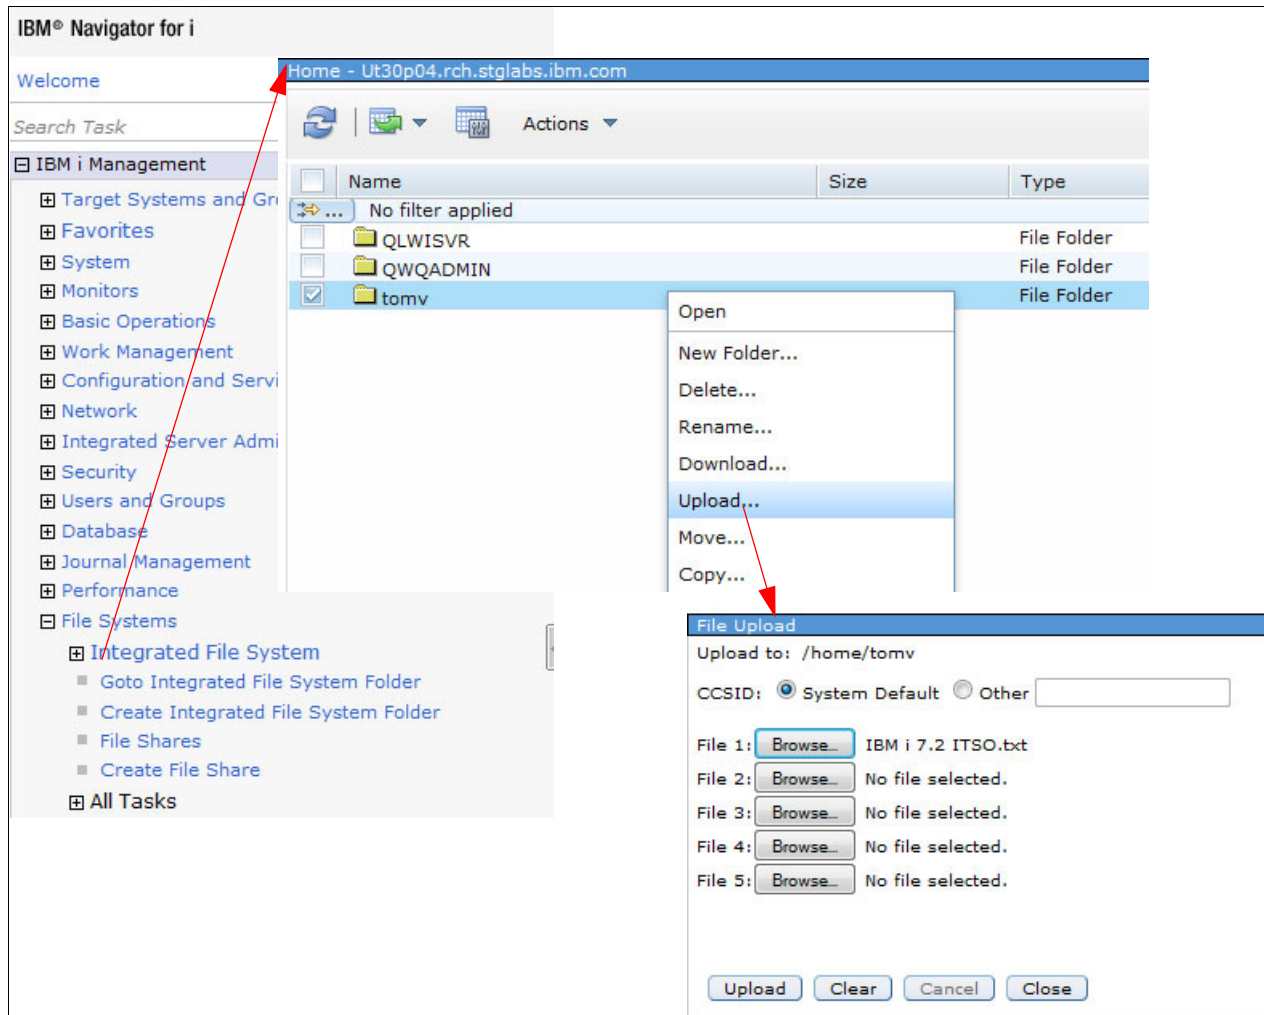 IBM® Navigator for i
Welcome
Search Task
IBM i Management
Target Systems and Gr
Favorites
System
Monitors
Basic Operations
Work Management
Configuration and Servi
Network
Integrated Server Admi
Security
Users and Groups
Database
Journal Management
Performance
File Systems
Integrated File System
Goto Integrated File System Folder
Create Integrated File System Folder
File Shares
Create File Share
All Tasks
Home - Ut30p04.rch.stglabs.ibm.com
Actions
Name Size Type
... No filter applied
QLWISVR File Folder
QWQADMIN File Folder
tomv File Folder
Open
New Folder...
Delete...
Rename...
Download...
Upload...
Move...
Copy...
File Upload
Upload to: /home/tomv
CCSID: System Default Other
File 1: Browse... IBM i 7.2 ITSO.txt
File 2: Browse... No file selected.
File 3: Browse... No file selected.
File 4: Browse... No file selected.
File 5: Browse... No file selected.
Upload Clear Cancel Close